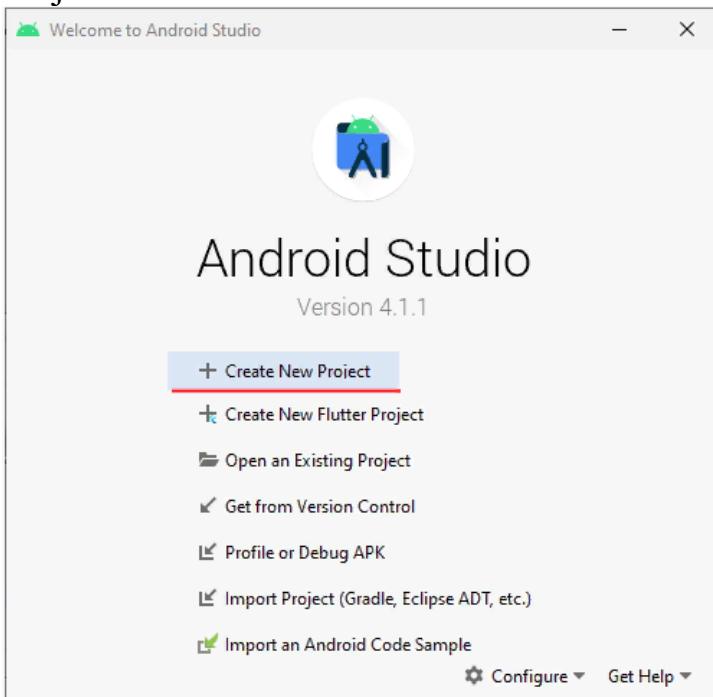 Welcome to Android Studio
Android Studio
Version 4.1.1
Create New Project
Create New Flutter Project
Open an Existing Project
Get from Version Control
Profile or Debug APK
Import Project (Gradle, Eclipse ADT, etc.)
Import an Android Code Sample
Configure Get Help